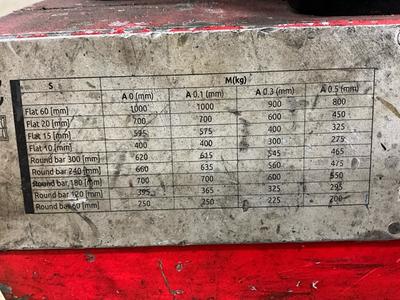 S M(kg)
A 0 (mm) A 0.1 (mm) A 0.3 (mm) A 0.5 (mm)
Flat 60 [mm] 1000 1000 900 800
Flat 20 [mm] 700 700 600 450
Flat 15 [mm] 595 575 400 325
Flat 10 [mm] 400 400 300 275
Round bar 300 [mm] 620 615 545 465
Round bar 240 [mm] 660 635 560 475
Round bar 180 [mm] 700 700 600 550
Round bar 120 [mm] 395 365 325 295
Round bar 60 [mm] 250 250 225 200